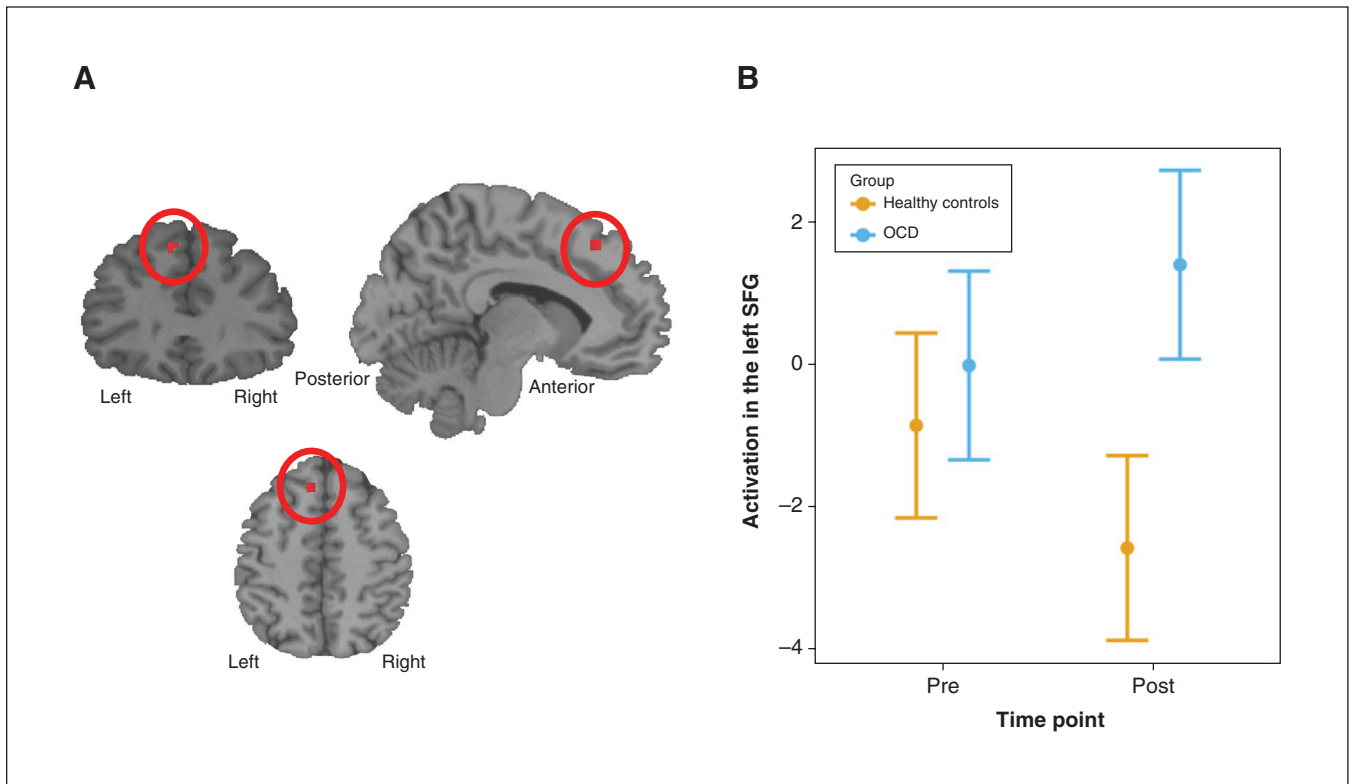 A
Left
Right
Posterior
Anterior
Left
Right
B
Group
Healthy controls
OCD
Activation in the left SFG
2
0
−2
−4
Pre
Post
Time point